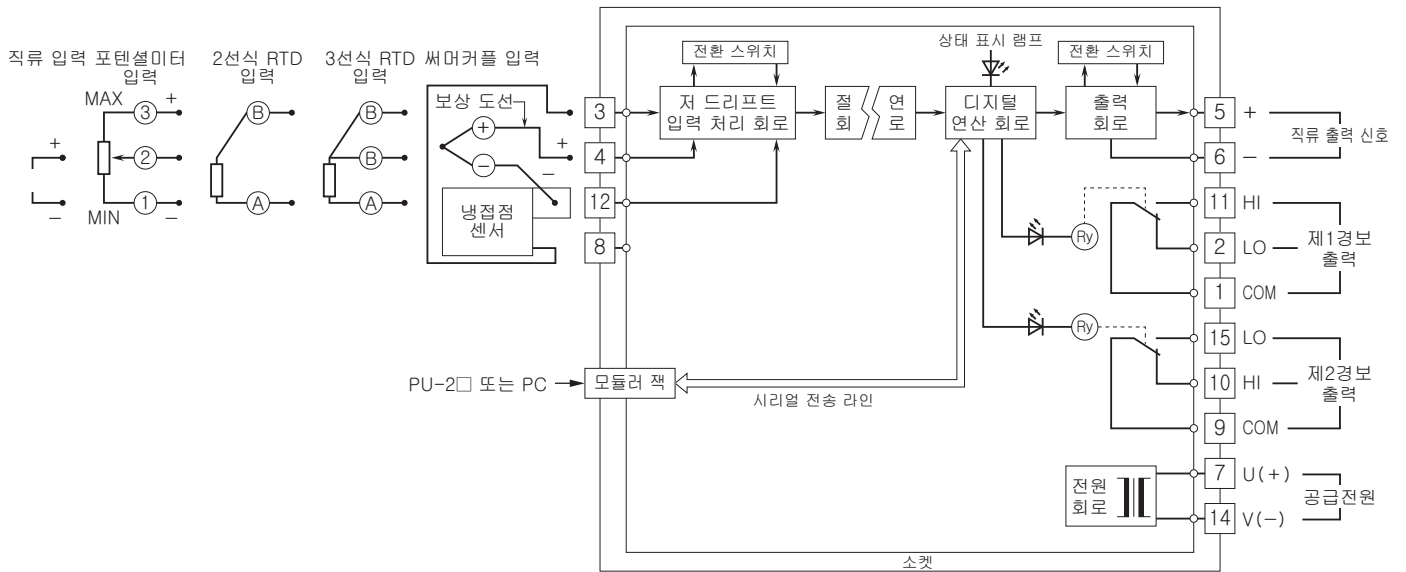 직류 입력 포텐셜미터
입력
2선식 RTD
입력
3선식 RTD
입력
써머커플 입력
MAX
3
+
+
2
1
−
−
MIN
B
A
B
B
A
보상 도선
+
−
+
−
냉접점
센서
3
4
12
8
전환 스위치
저 드리프트
입력 처리 회로
절 연
회 로
상태 표시 램프
디지털
연산 회로
전환 스위치
출력
회로
Ry
Ry
5 +
6 −
직류 출력 신호
11 HI
2 LO
1 COM
제1경보
출력
15 LO
10 HI
9 COM
제2경보
출력
PU-2□ 또는 PC
모듈러 잭
시리얼 전송 라인
전원
회로
7 U(+)
14 V(−)
공급전원
소켓